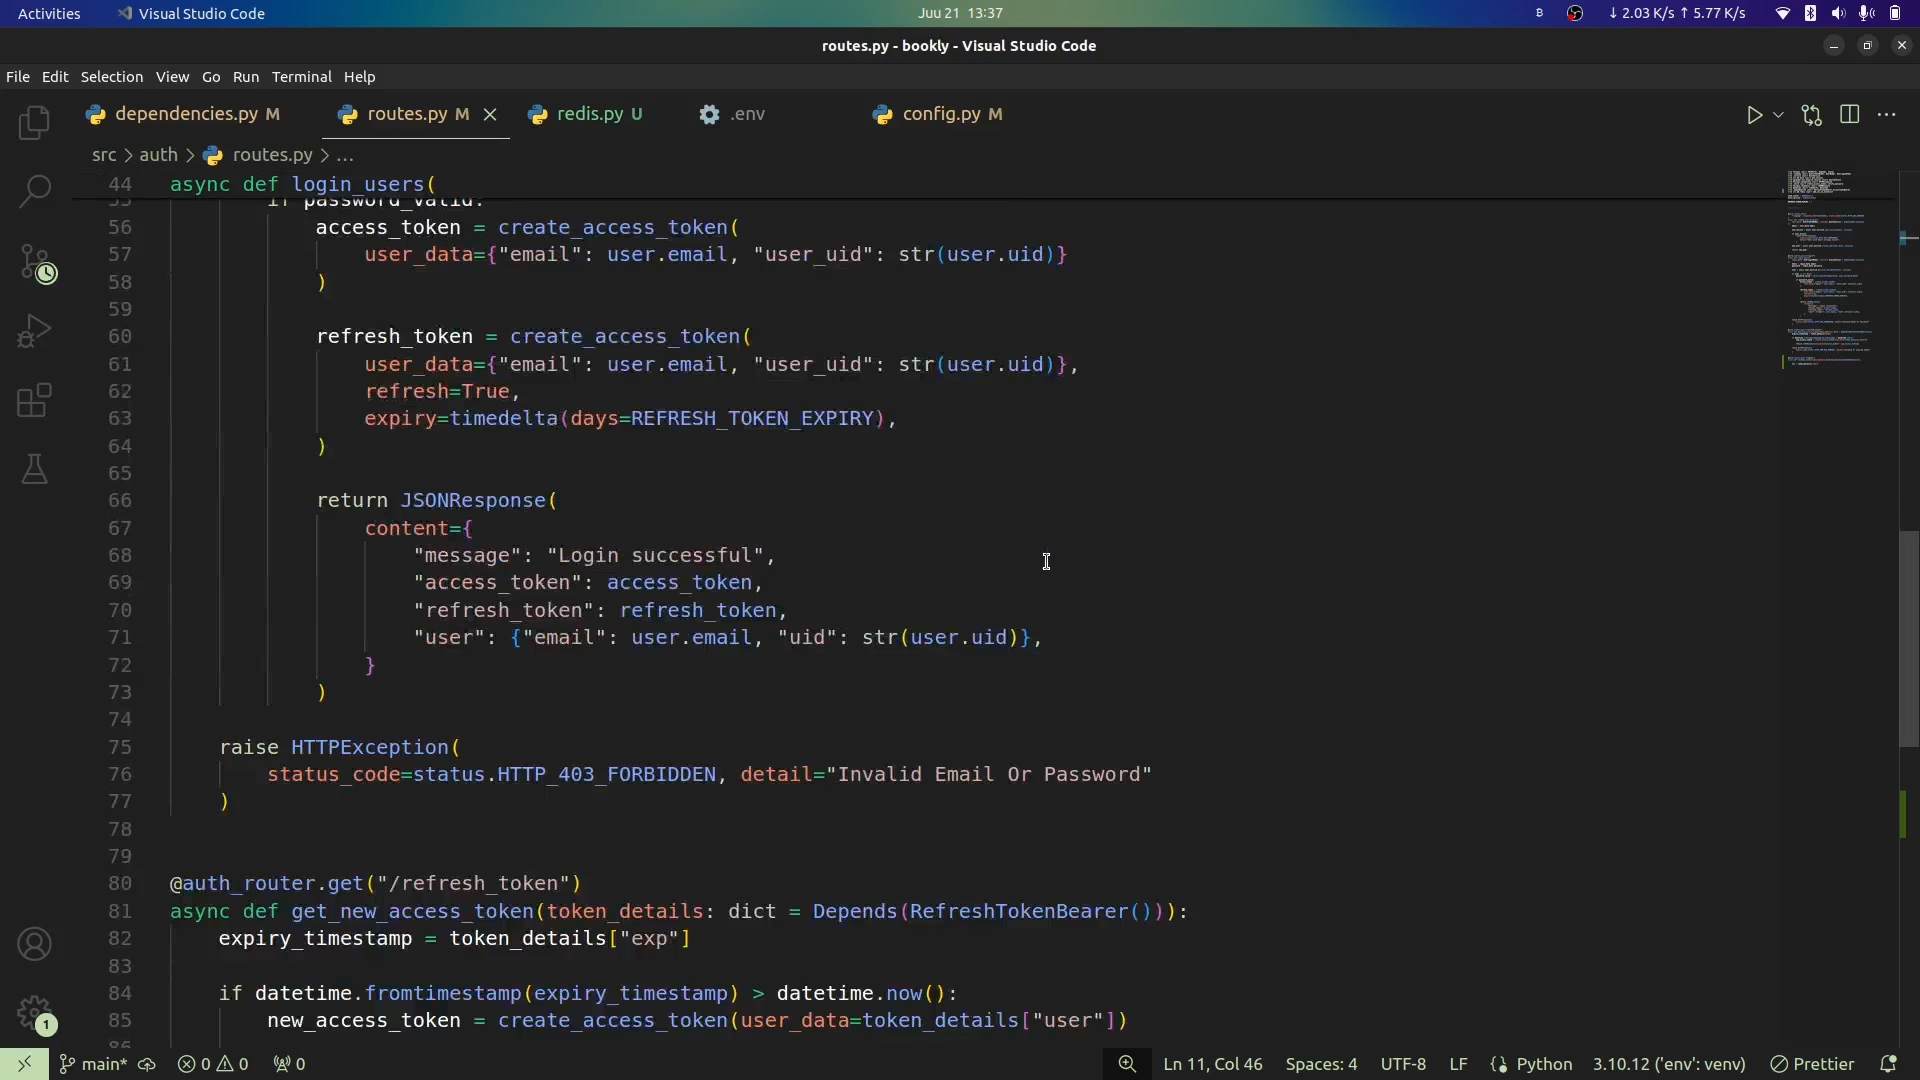 Activities Visual Studio Code Juu 21 13:37 ↓ 2.03 K/s ↑ 5.77 K/s
routes.py - bookly - Visual Studio Code
File Edit Selection View Go Run Terminal Help
dependencies.py M routes.py M redis.py U .env config.py M
src > auth > routes.py > ...
44 async def login_users(
55 if password_valid:
56 access_token = create_access_token(
57 user_data={"email": user.email, "user_uid": str(user.uid)}
58 )
59
60 refresh_token = create_access_token(
61 user_data={"email": user.email, "user_uid": str(user.uid)},
62 refresh=True,
63 expiry=timedelta(days=REFRESH_TOKEN_EXPIRY),
64 )
65
66 return JSONResponse(
67 content={
68 "message": "Login successful",
69 "access_token": access_token,
70 "refresh_token": refresh_token,
71 "user": {"email": user.email, "uid": str(user.uid)},
72 }
73 )
74
75 raise HTTPException(
76 status_code=status.HTTP_403_FORBIDDEN, detail="Invalid Email Or Password"
77 )
78
79
80 @auth_router.get("/refresh_token")
81 async def get_new_access_token(token_details: dict = Depends(RefreshTokenBearer())):
82 expiry_timestamp = token_details["exp"]
83
84 if datetime.fromtimestamp(expiry_timestamp) > datetime.now():
85 new_access_token = create_access_token(user_data=token_details["user"])
86
1
main* 0 0 0 Ln 11, Col 46 Spaces: 4 UTF-8 LF Python 3.10.12 ('env': venv) Prettier